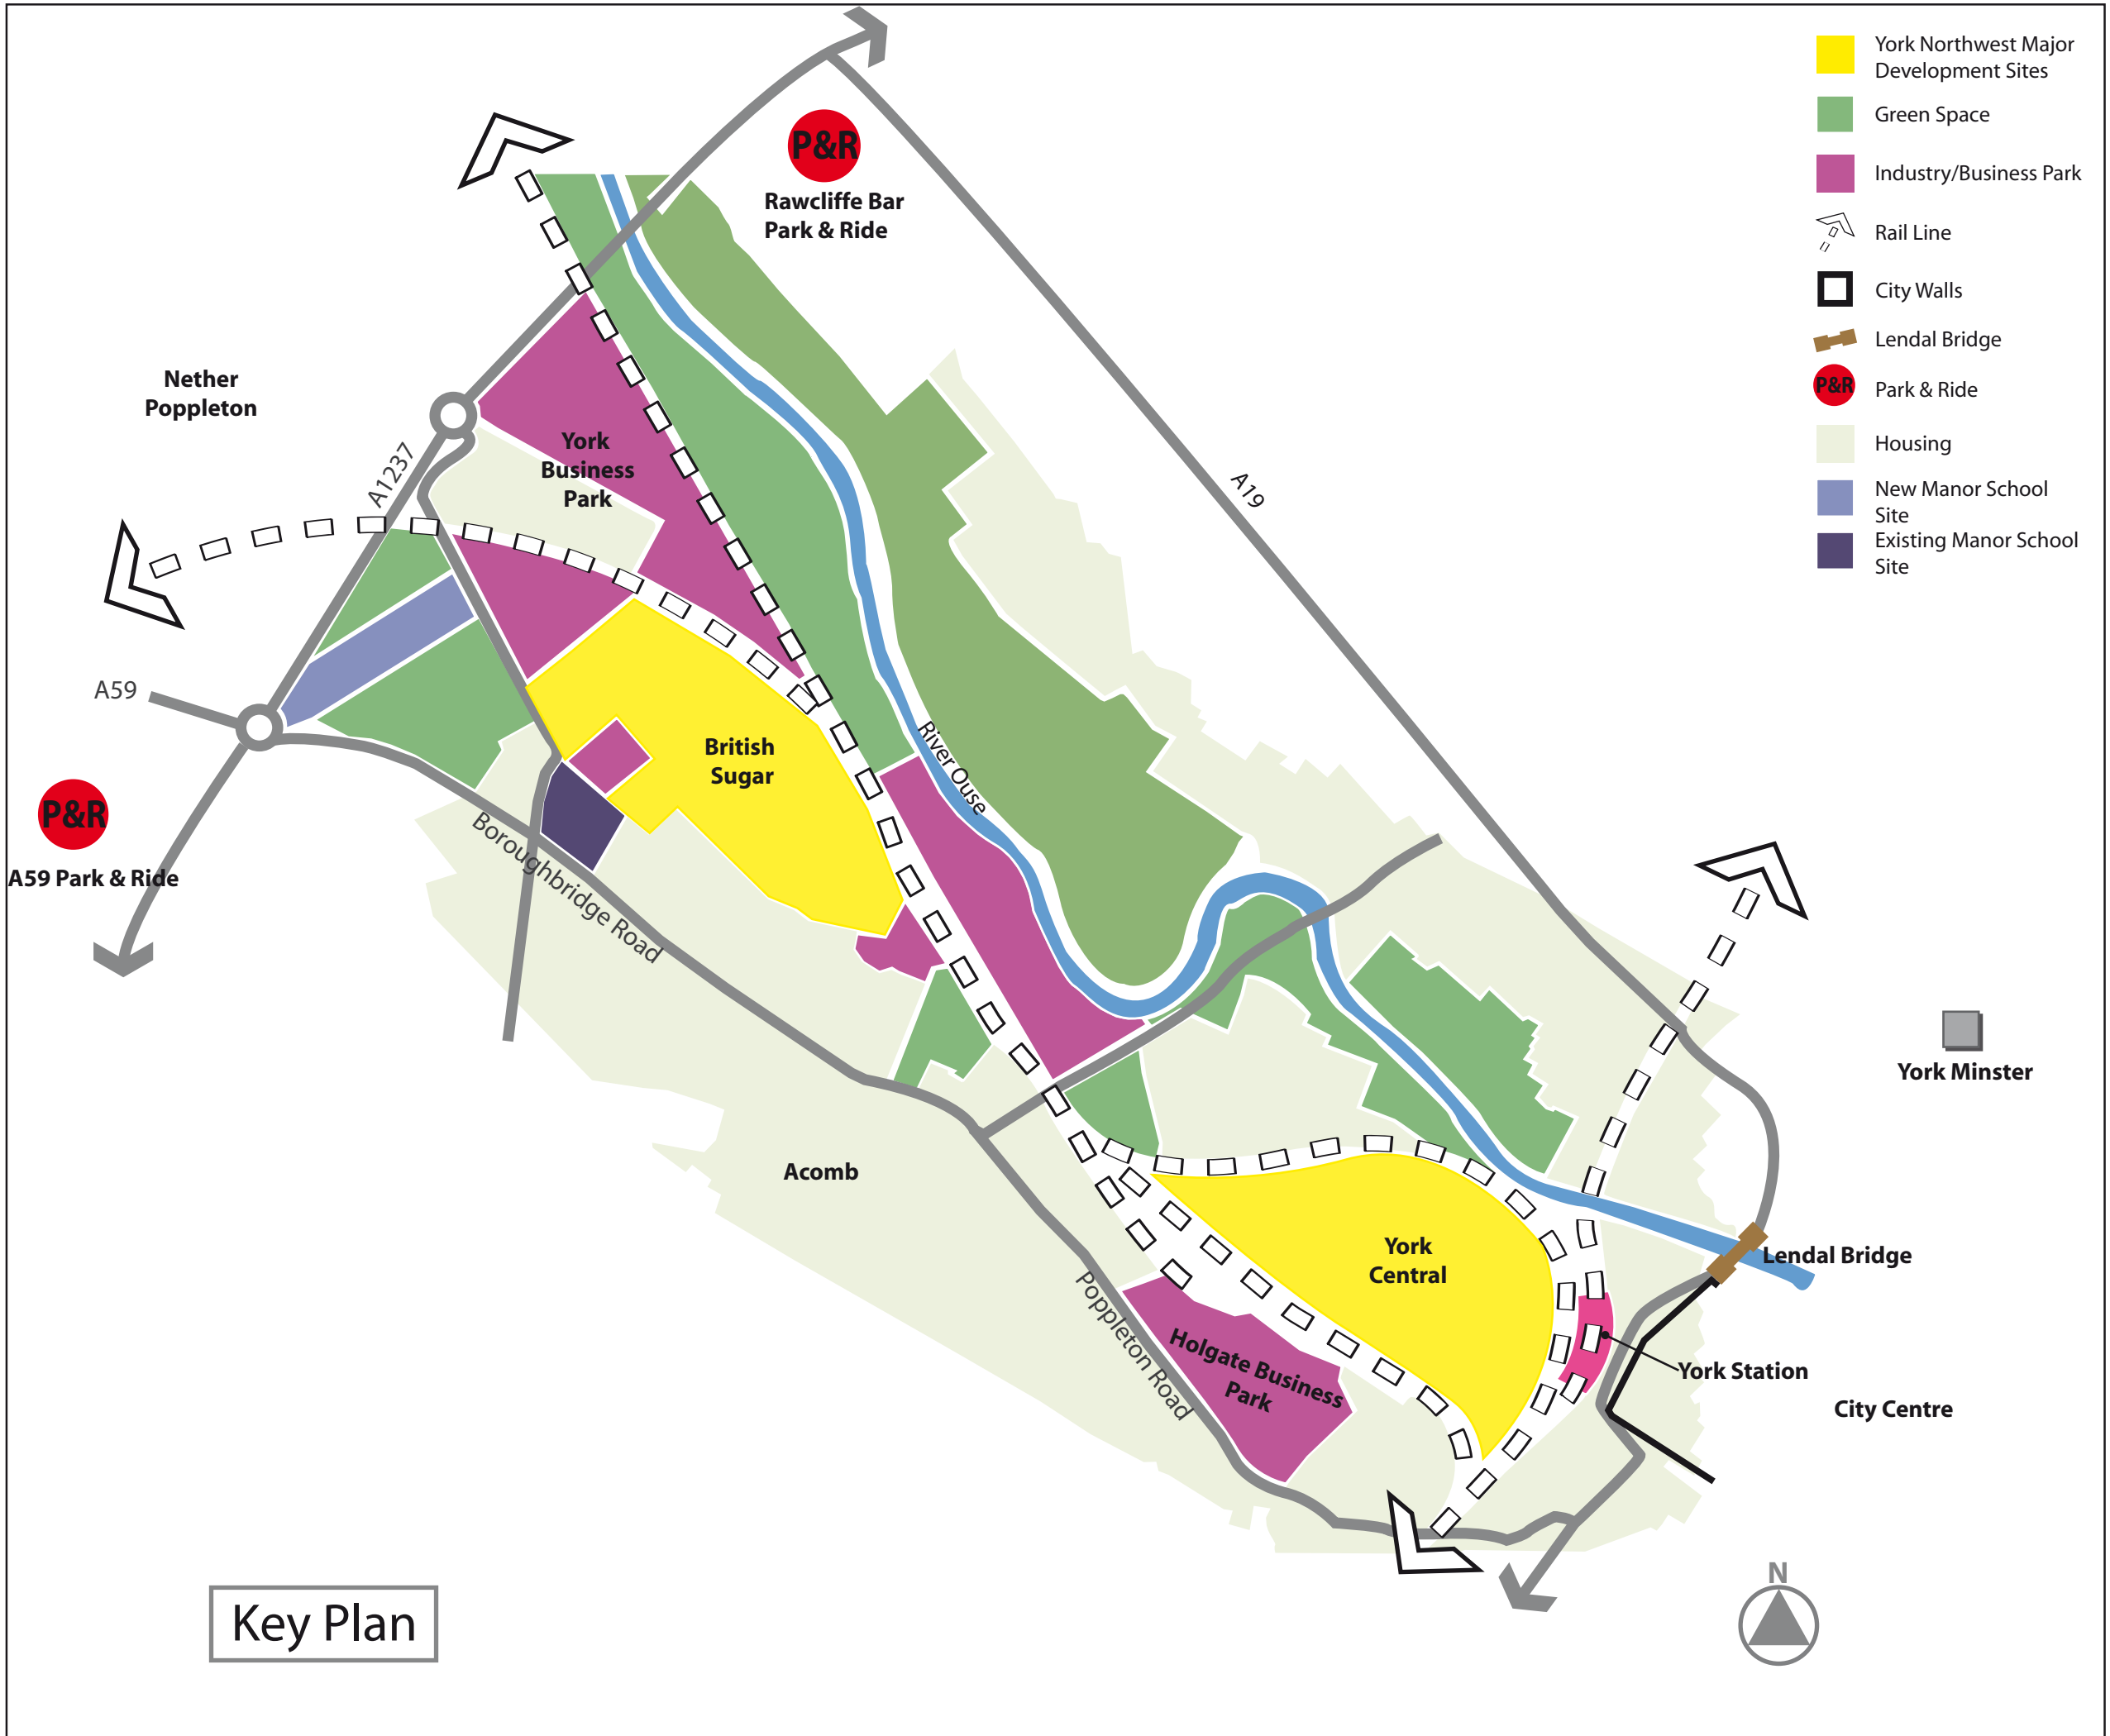 York Northwest Major
Development Sites
Green Space
Industry/Business Park
Rail Line
City Walls
Lendal Bridge
P&R
Park & Ride
Housing
New Manor School
Site
Existing Manor School
Site
P&R
Rawcliffe Bar
Park & Ride
Nether
Poppleton
A1237
York
Business
Park
A19
A59
P&R
A59 Park & Ride
British
Sugar
River Ouse
Boroughbridge Road
York Minster
Acomb
York
Central
Lendal Bridge
Poppleton Road
Holgate Business
Park
York Station
City Centre
Key Plan
N